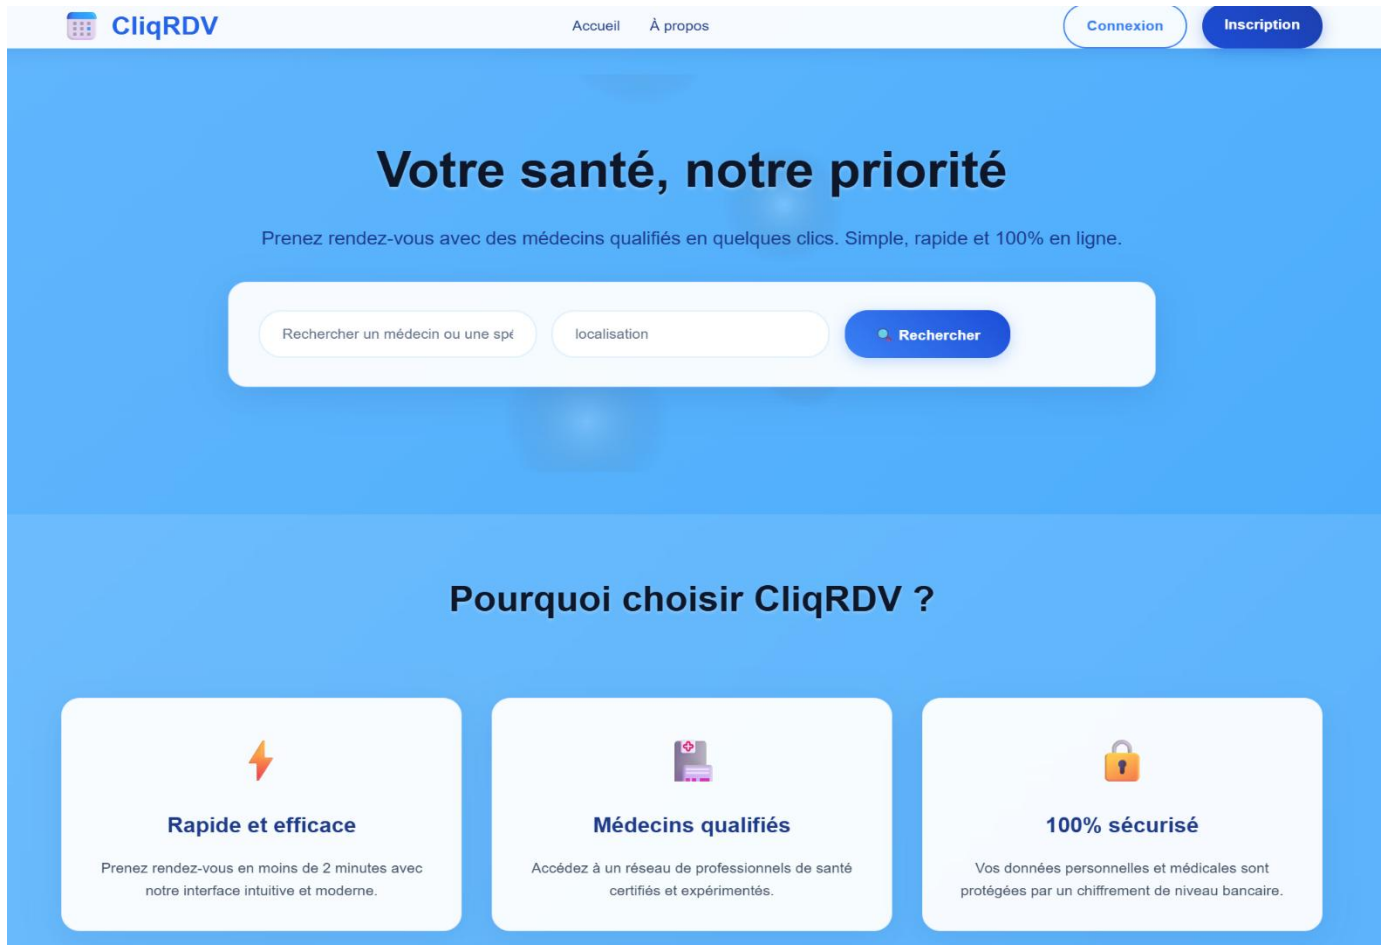 CliqRDV
Accueil
À propos
Connexion
Inscription
Votre santé, notre priorité
Prenez rendez-vous avec des médecins qualifiés en quelques clics. Simple, rapide et 100% en ligne.
Rechercher un médecin ou une spé
localisation
Rechercher
Pourquoi choisir CliqRDV ?
Rapide et efficace
Prenez rendez-vous en moins de 2 minutes avec
notre interface intuitive et moderne.
Médecins qualifiés
Accédez à un réseau de professionnels de santé
certifiés et expérimentés.
100% sécurisé
Vos données personnelles et médicales sont
protégées par un chiffrement de niveau bancaire.